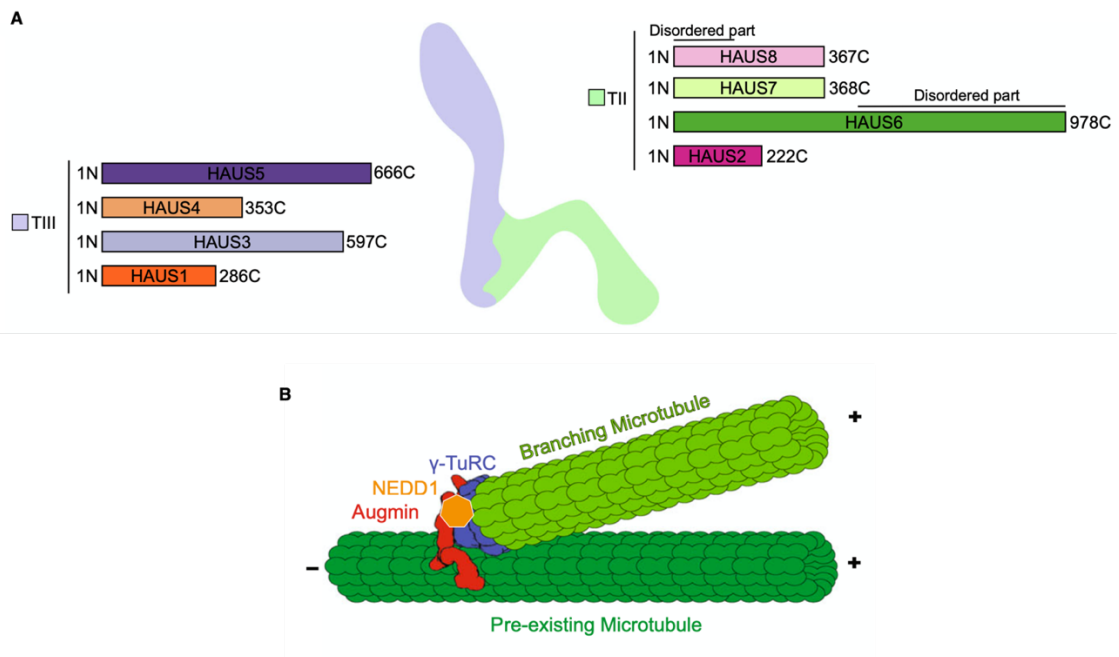 A
Disordered part
1N HAUS8 367C
1N HAUS7 368C
TII
Disordered part
1N HAUS6 978C
1N HAUS2 222C
1N HAUS5 666C
1N HAUS4 353C
TIII
1N HAUS3 597C
1N HAUS1 286C
B
Branching Microtubule
+
γ-TuRC
NEDD1
Augmin
–
+
Pre-existing Microtubule